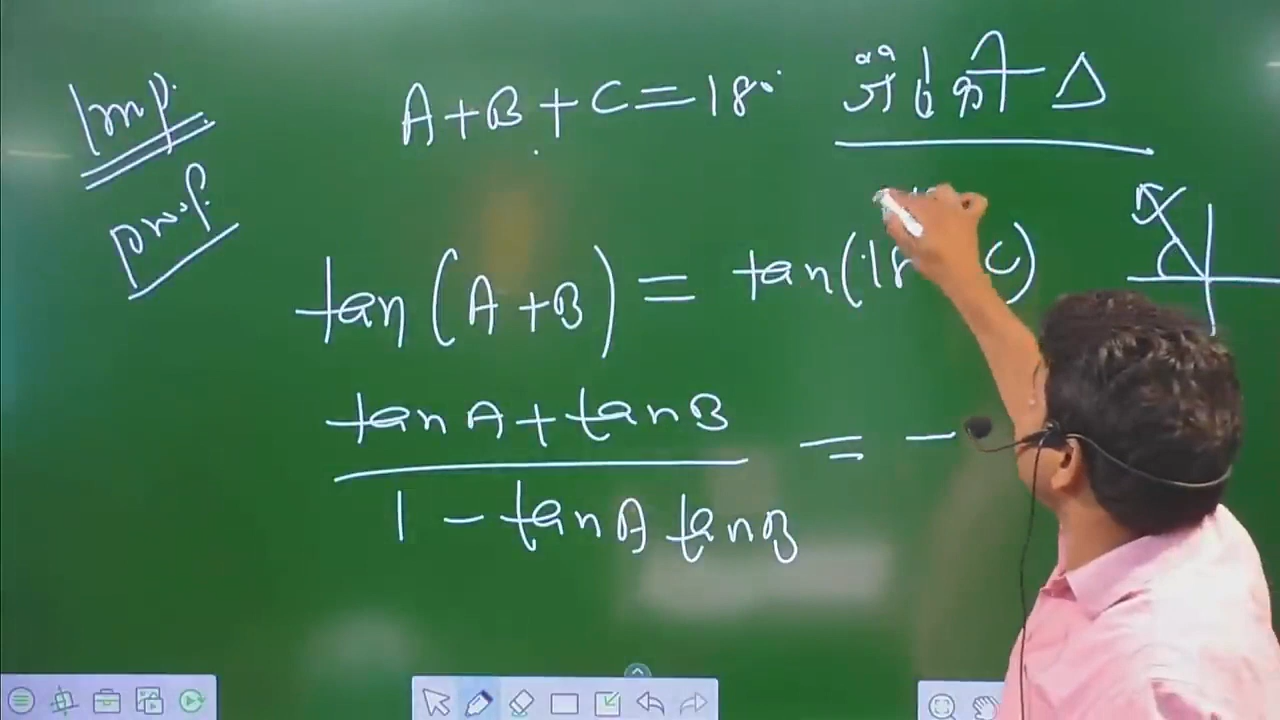 Imp.
A+B+C=180° Δ
proof
tan(A+B) = tan(18 C)
tanA+tanB
= -
1-tanA tanB